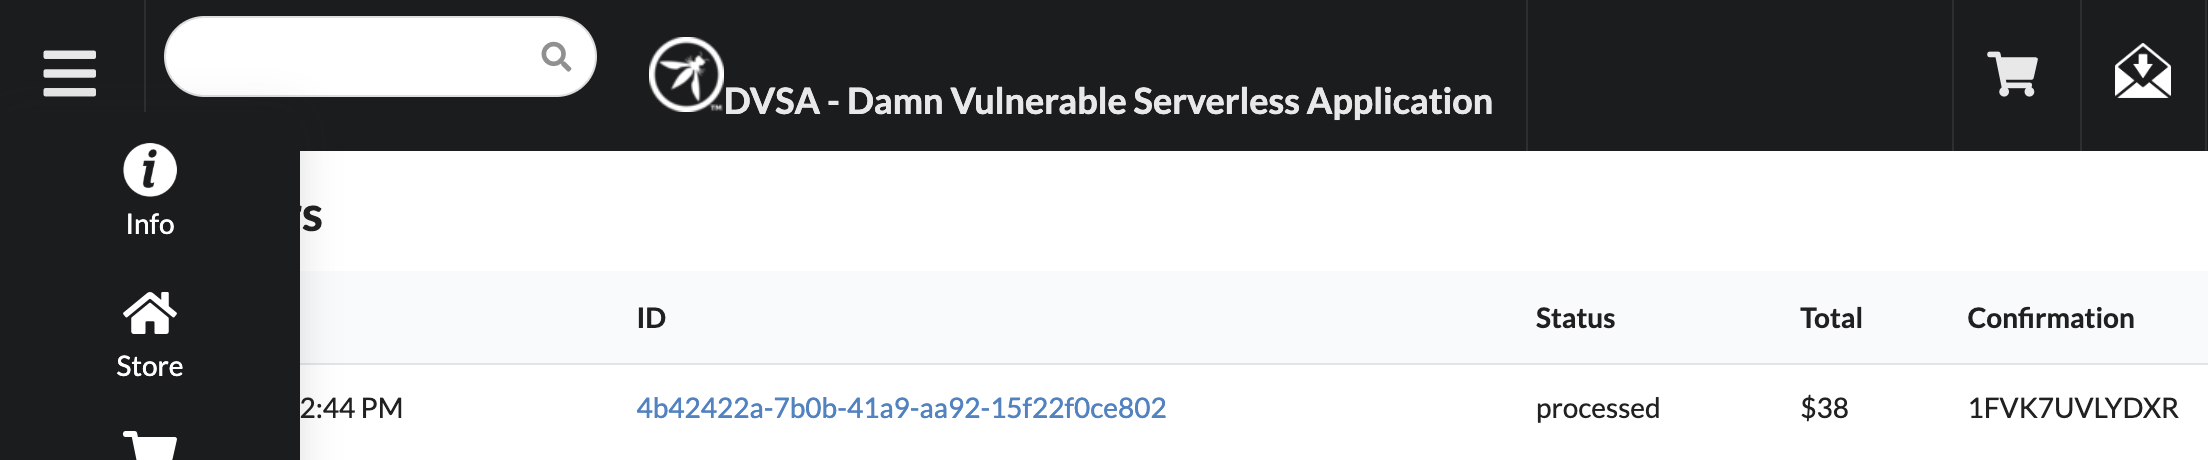 DVSA - Damn Vulnerable Serverless Application
Info
Store
rs
ID Status Total Confirmation
2:44 PM 4b42422a-7b0b-41a9-aa92-15f22f0ce802 processed $38 1FVK7UVLYDXR